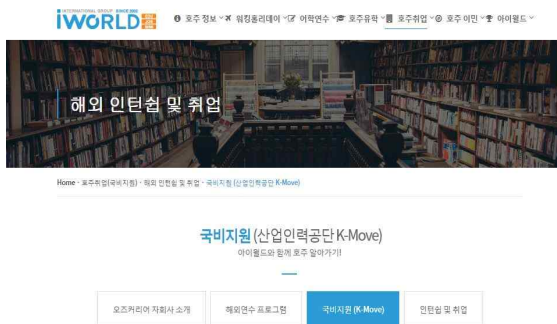 INTERNATIONAL GROUP SINCE 2002
IWORLD
호주 정보 워킹홀리데이 어학연수 호주유학 호주취업 호주 이민 아이월드
해외 인턴쉽 및 취업
Home - 호주취업(국비지원) - 해외 인턴쉽 및 취업 - 국비지원 (산업인력공단 K-Move)
국비지원 (산업인력공단 K-Move)
아이월드와 함께 호주 알아가기!
오즈커리어 자회사 소개 해외연수 프로그램 국비지원 (K-Move) 인턴쉽 및 취업